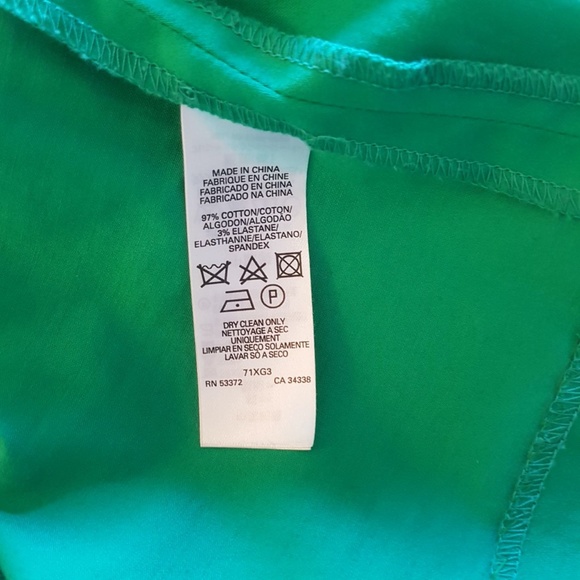 MADE IN CHINA
FABRIQUE EN CHINE
FABRICADO EN CHINA
FABRICADO NA CHINA
97% COTTON/COTON/
ALGODON/ALGODÃO
3% ELASTANE/
ELASTHANNE/ELASTANO/
SPANDEX
P
DRY CLEAN ONLY
NETTOYAGE A SEC
UNIQUEMENT
LIMPIAR EN SECO SOLAMENTE
LAVAR SÓ A SECO
71XG3
RN 53372 CA 34338